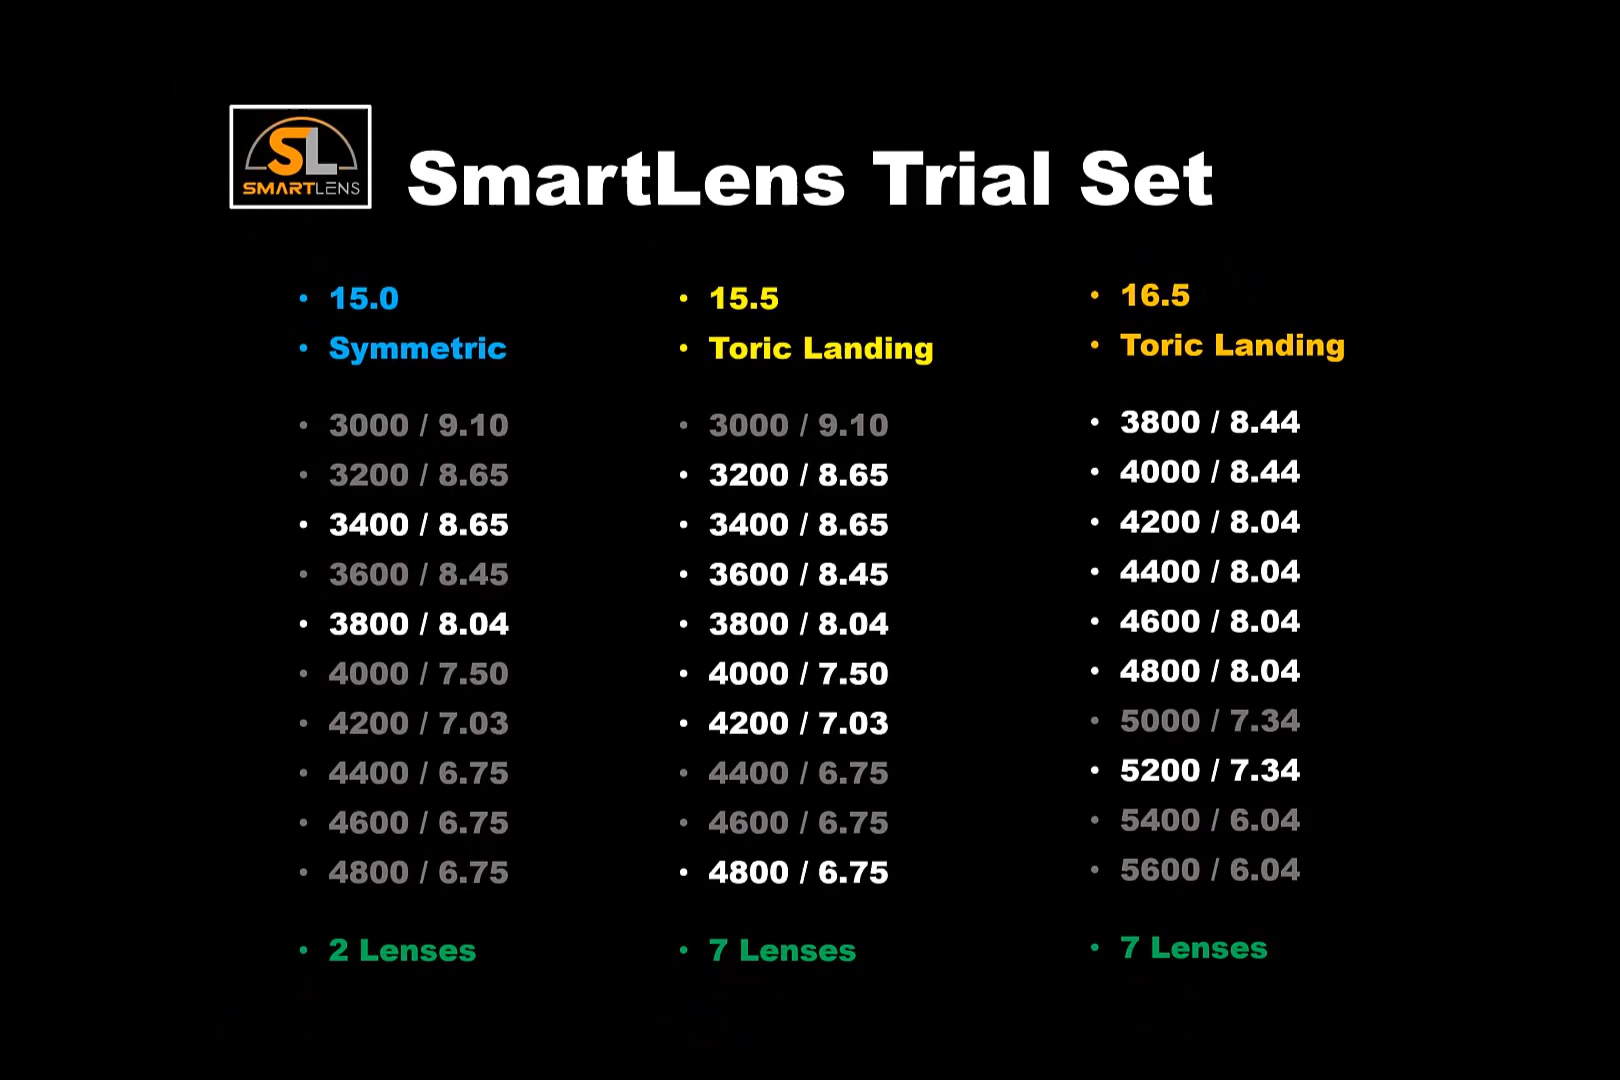 SL
SMARTLENS
SmartLens Trial Set
• 15.0
• Symmetric
• 3000 / 9.10
• 3200 / 8.65
• 3400 / 8.65
• 3600 / 8.45
• 3800 / 8.04
• 4000 / 7.50
• 4200 / 7.03
• 4400 / 6.75
• 4600 / 6.75
• 4800 / 6.75
• 2 Lenses
• 15.5
• Toric Landing
• 3000 / 9.10
• 3200 / 8.65
• 3400 / 8.65
• 3600 / 8.45
• 3800 / 8.04
• 4000 / 7.50
• 4200 / 7.03
• 4400 / 6.75
• 4600 / 6.75
• 4800 / 6.75
• 7 Lenses
• 16.5
• Toric Landing
• 3800 / 8.44
• 4000 / 8.44
• 4200 / 8.04
• 4400 / 8.04
• 4600 / 8.04
• 4800 / 8.04
• 5000 / 7.34
• 5200 / 7.34
• 5400 / 6.04
• 5600 / 6.04
• 7 Lenses